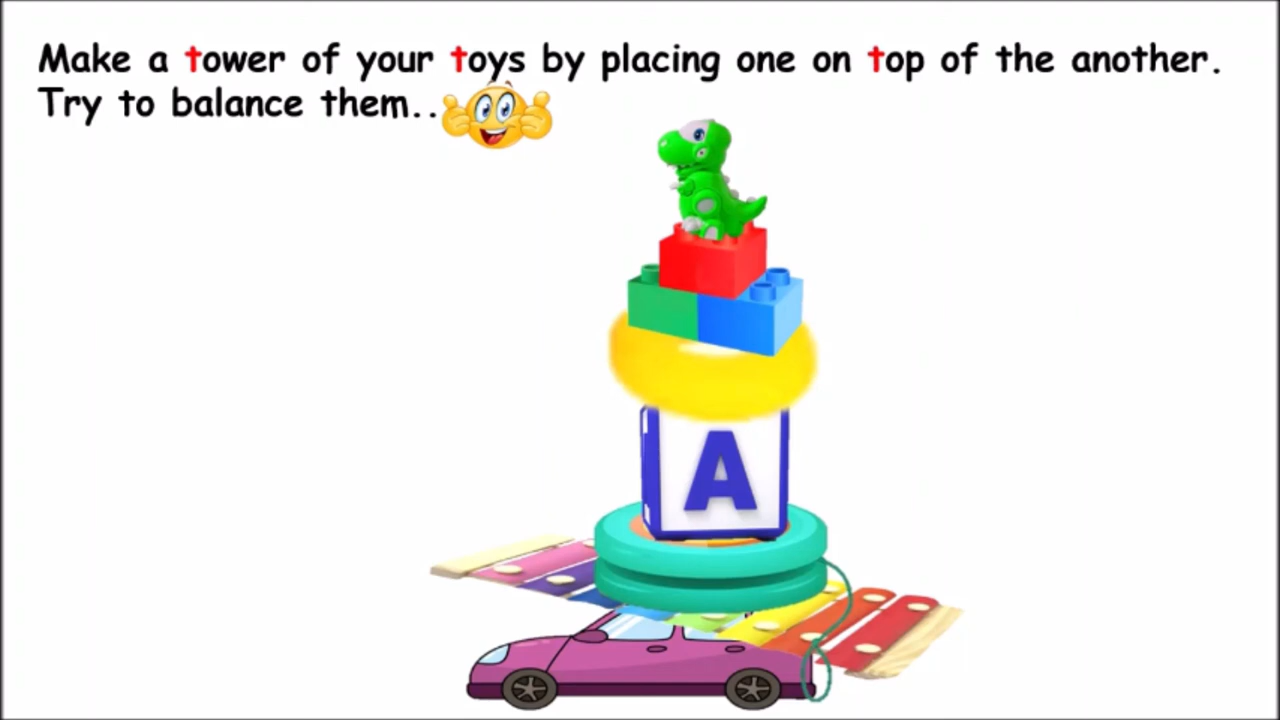 Make a tower of your toys by placing one on top of the another.
Try to balance them..
A